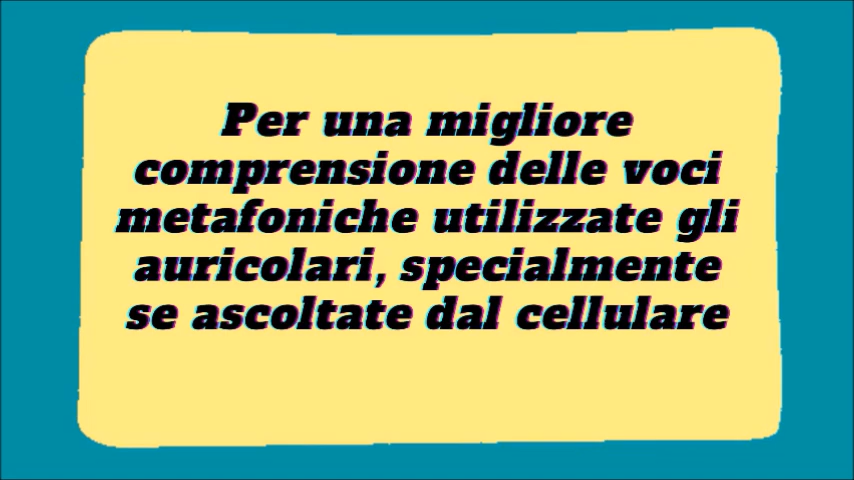 Per una migliore
comprensione delle voci
metafoniche utilizzate gli
auricolari, specialmente
se ascoltate dal cellulare